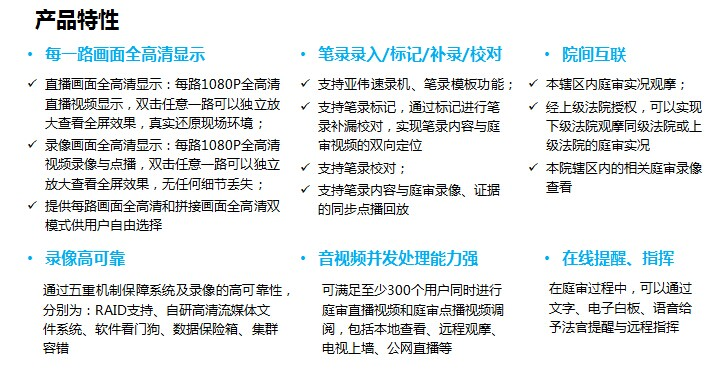 产品特性
• 每一路画面全高清显示
✓ 直播画面全高清显示：每路1080P全高清
直播视频显示，双击任意一路可以独立放
大查看全屏效果，真实还原现场环境；
✓ 录像画面全高清显示：每路1080P全高清
视频录像与点播，双击任意一路可以独立
放大查看全屏效果，无任何细节丢失；
✓ 提供每路画面全高清和拼接画面全高清双
模式供用户自由选择
• 笔录录入/标记/补录/校对
✓ 支持亚伟速录机、笔录模板功能；
✓ 支持笔录标记，通过标记进行笔
录补漏校对，实现笔录内容与庭
审视频的双向定位
✓ 支持笔录校对；
✓ 支持笔录内容与庭审录像、证据
的同步点播回放
• 院间互联
✓ 本辖区内庭审实况观摩；
✓ 经上级法院授权，可以实现
下级法院观摩同级法院或上
级法院的庭审实况
✓ 本院辖区内的相关庭审录像
查看
• 录像高可靠
通过五重机制保障系统及录像的高可靠性，
分别为：RAID支持、自研高清流媒体文
件系统、软件看门狗、数据保险箱、集群
容错
• 音视频并发处理能力强
可满足至少300个用户同时进行
庭审直播视频和庭审点播视频调
阅，包括本地查看、远程观摩、
电视上墙、公网直播等
• 在线提醒、指挥
在庭审过程中，可以通过
文字、电子白板、语音给
予法官提醒与远程指挥